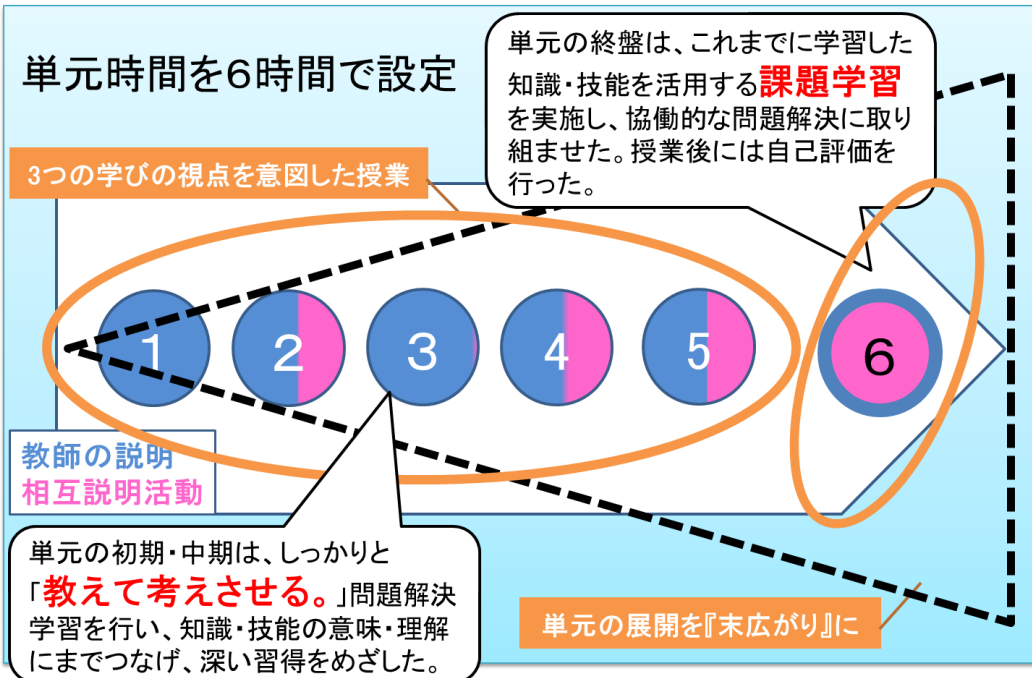 単元時間を6時間で設定
単元の終盤は、これまでに学習した
知識・技能を活用する課題学習
を実施し、協働的な問題解決に取り
組ませた。授業後には自己評価を
行った。
3つの学びの視点を意図した授業
1
2
3
4
5
6
教師の説明
相互説明活動
単元の初期・中期は、しっかりと
「教えて考えさせる。」問題解決
学習を行い、知識・技能の意味・理解
にまでつなげ、深い習得をめざした。
単元の展開を『末広がり』に